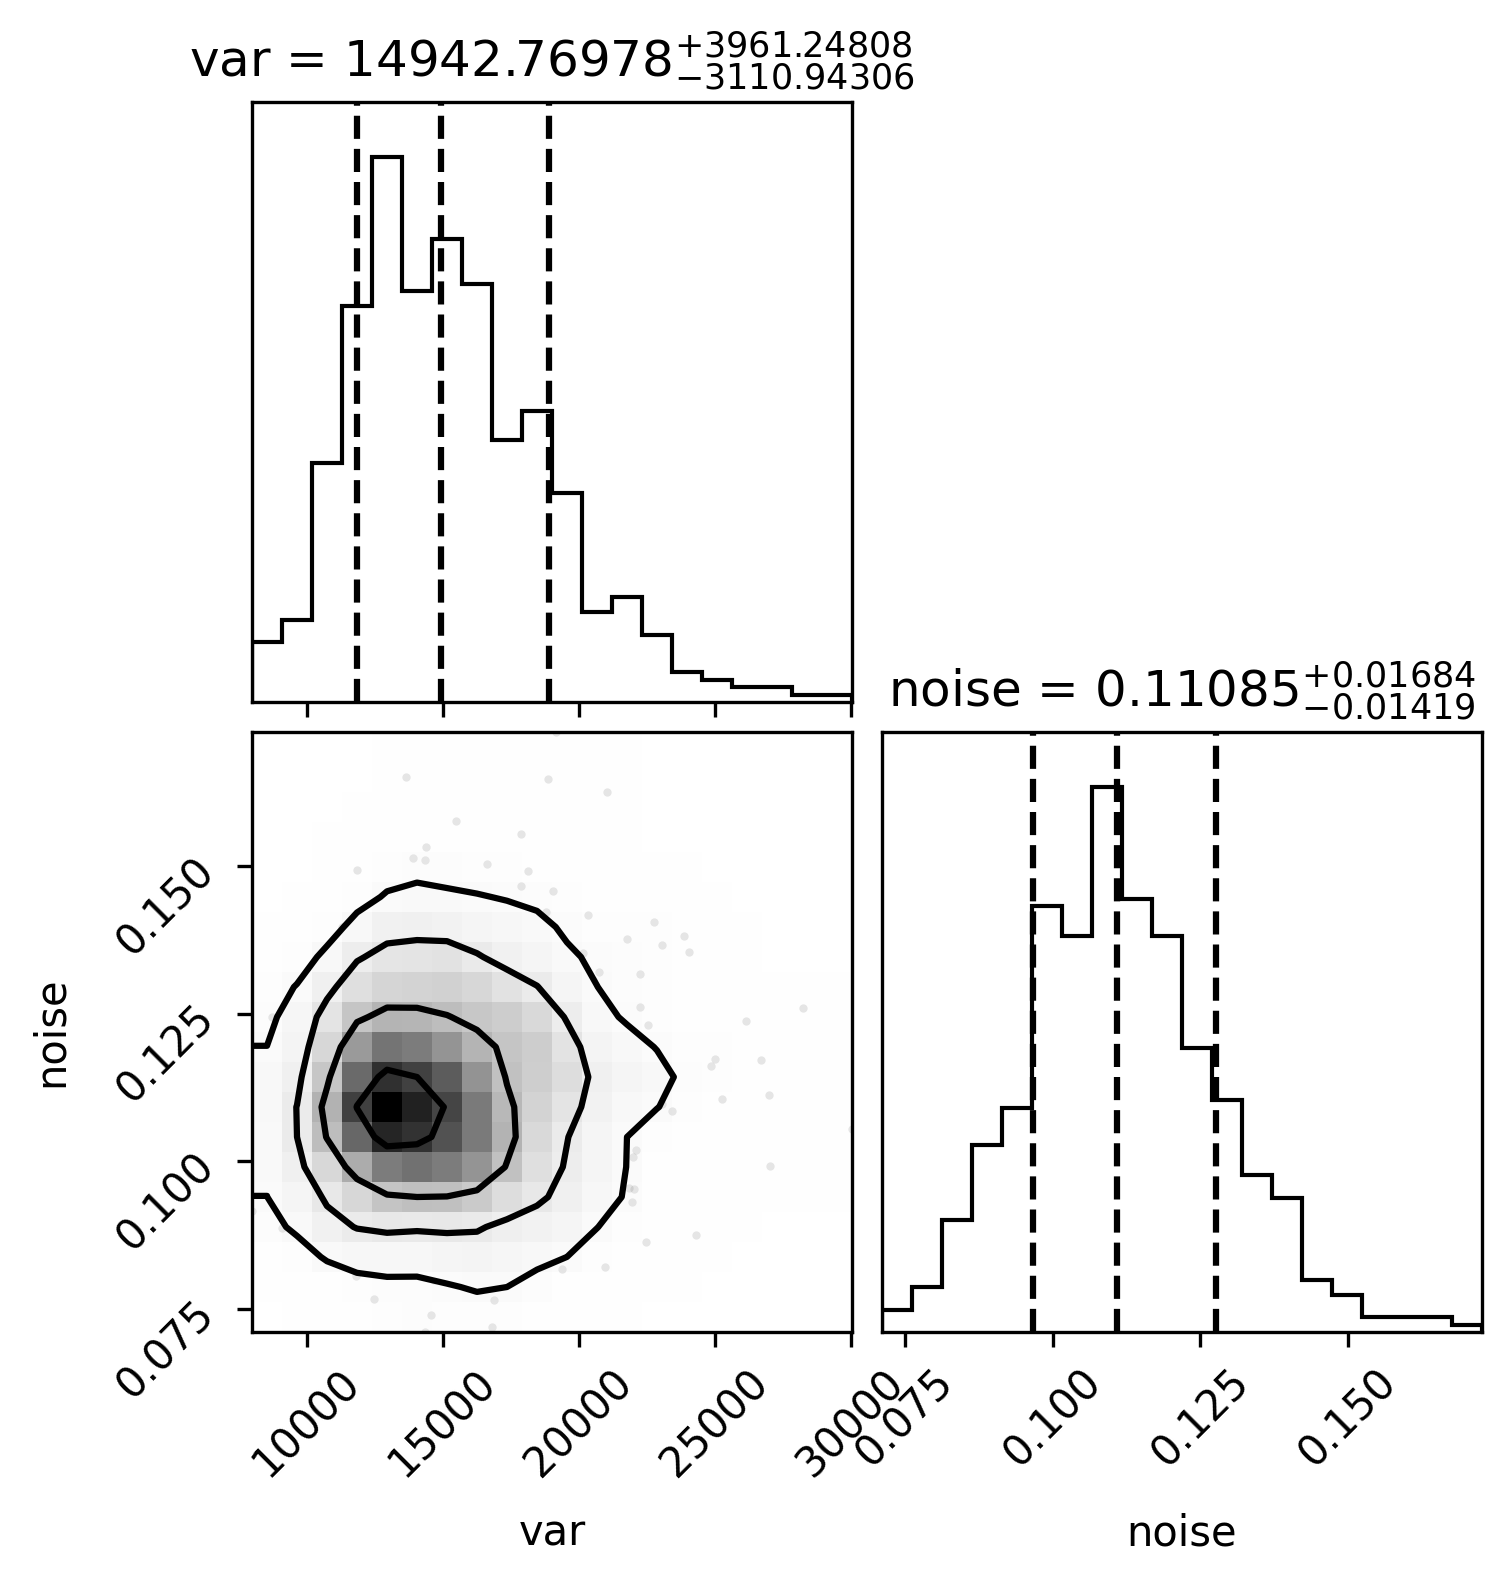 var = 14942.76978 +3961.24808 −3110.94306
noise = 0.11085 +0.01684 −0.01419
0.150
0.125
0.100
0.075
noise
10000 15000 20000 25000 30000
0.075 0.100 0.125 0.150
var
noise